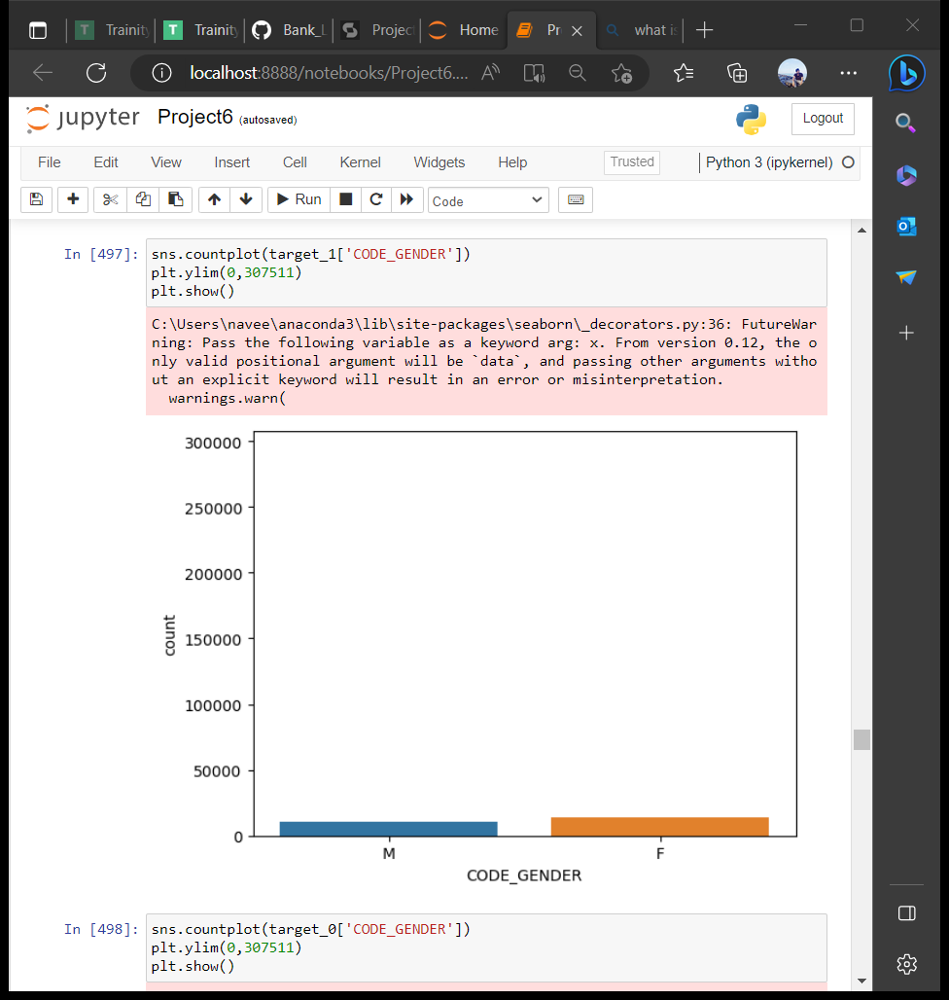 Trainity
Trainity
Bank_L
Project
Home
Pr
what is
localhost:8888/notebooks/Project6....
jupyter Project6 (autosaved)
Logout
File Edit View Insert Cell Kernel Widgets Help Trusted Python 3 (ipykernel)
Run Code
In [497]: sns.countplot(target_1['CODE_GENDER'])
plt.ylim(0,307511)
plt.show()
C:\Users\navee\anaconda3\lib\site-packages\seaborn\_decorators.py:36: FutureWar
ning: Pass the following variable as a keyword arg: x. From version 0.12, the o
nly valid positional argument will be `data`, and passing other arguments witho
ut an explicit keyword will result in an error or misinterpretation.
warnings.warn(
300000
250000
200000
150000
100000
50000
0
count
M F
CODE_GENDER
In [498]: sns.countplot(target_0['CODE_GENDER'])
plt.ylim(0,307511)
plt.show()